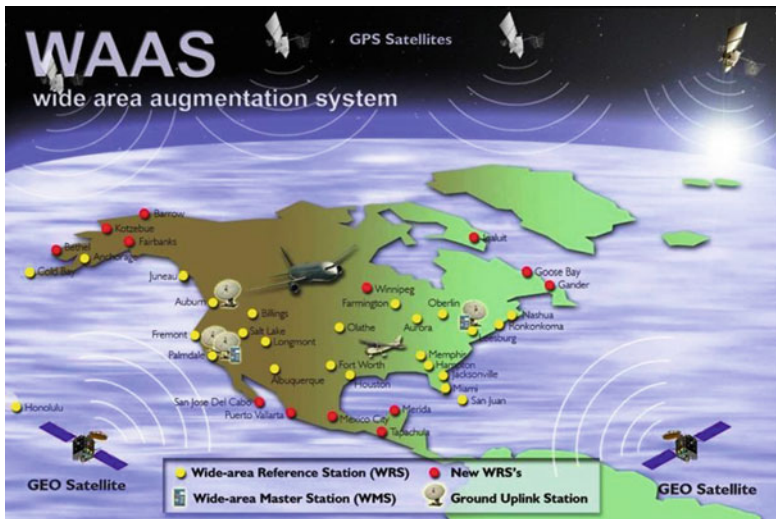 WAAS
wide area augmentation system
GPS Satellites
Barrow
Kotzebue
Fairbanks
Bethel
Anchorage
Gold Bay
Juneau
Iqaluit
Goose Bay
Gander
Winnipeg
Auburn
Billings
Farmington
Oberlin
Nashua
Ronkonkoma
Fremont
Salt Lake
Olathe
Aurora
Leesburg
Longmont
Palmdale
Memphis
Fort Worth
Hampton
Albuquerque
Houston
Jacksonville
Miami
San Juan
San Jose Del Cabo
Puerto Vallarta
Mexico City
Merida
Tapachula
Honolulu
GEO Satellite
GEO Satellite
Wide-area Reference Station (WRS)
New WRS's
Wide-area Master Station (WMS)
Ground Uplink Station